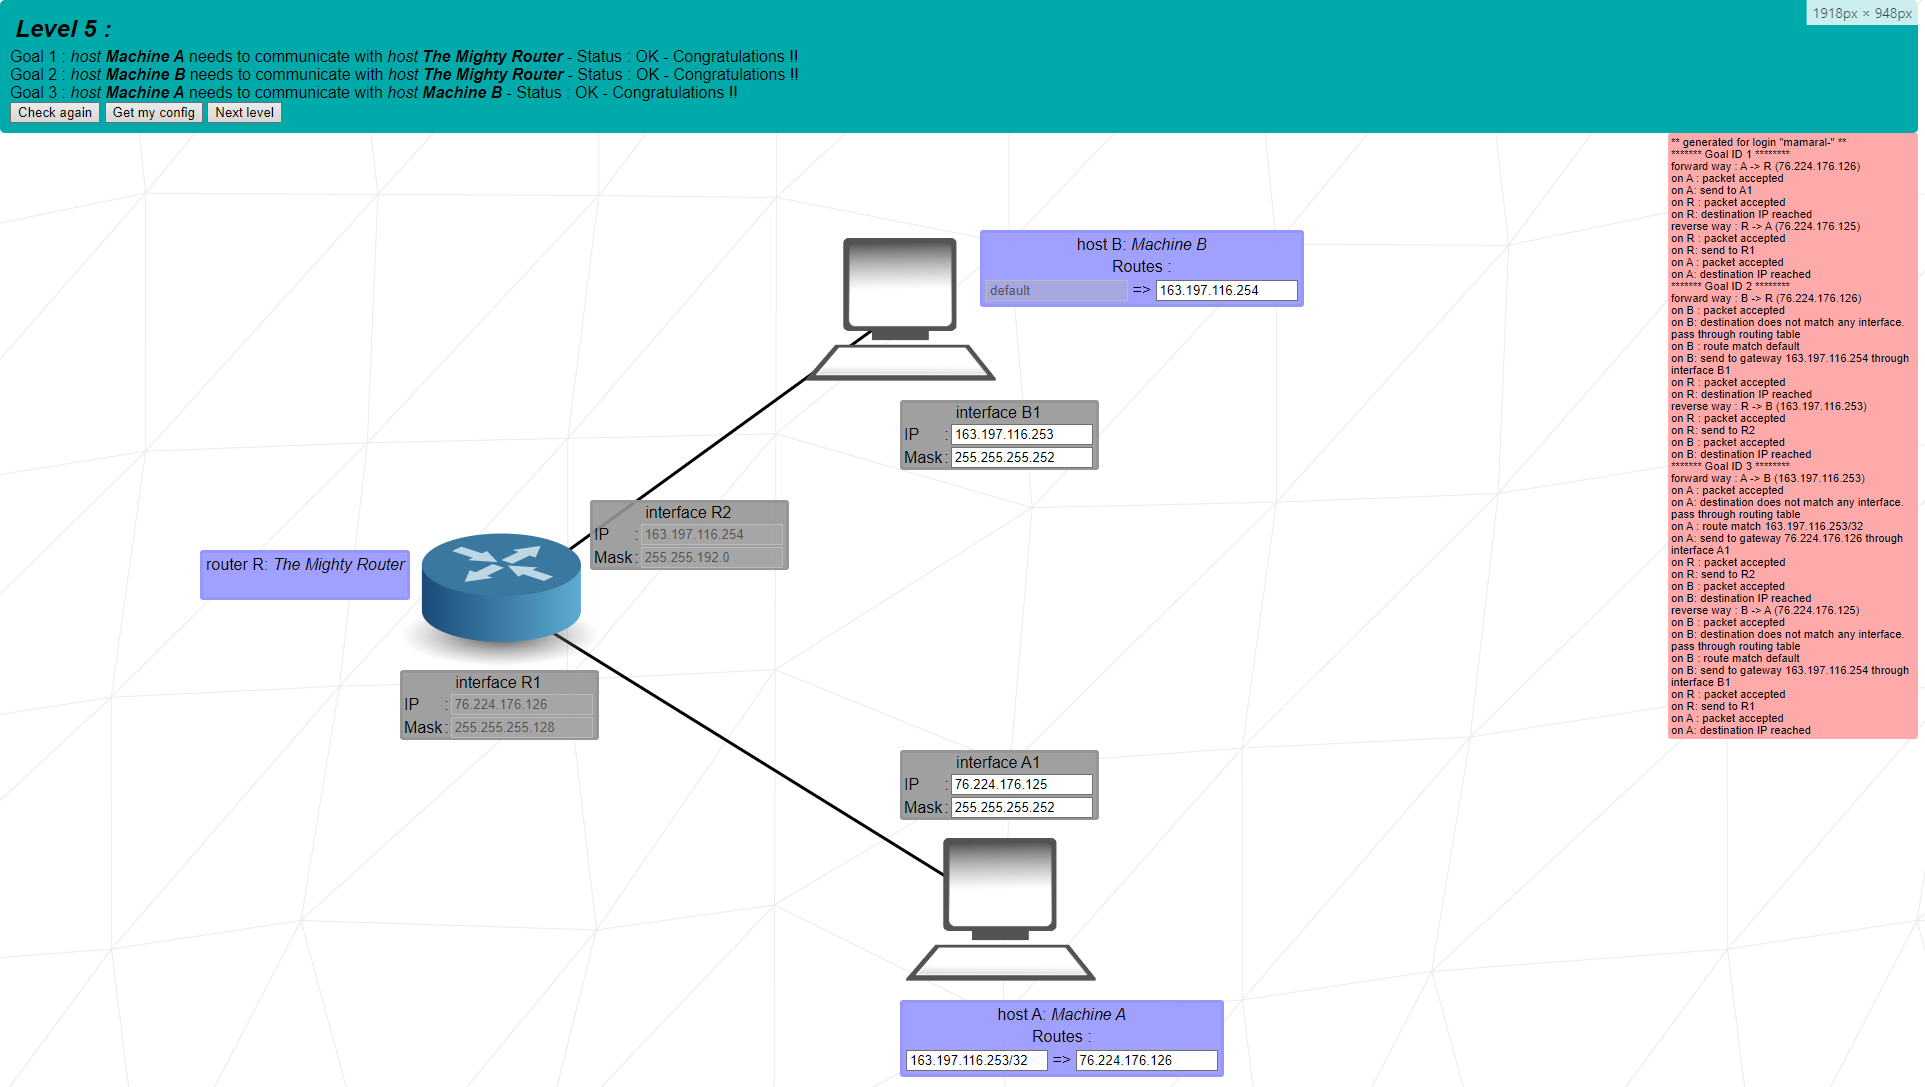 Level 5 :
1918px × 948px
Goal 1 : host Machine A needs to communicate with host The Mighty Router - Status : OK - Congratulations !!
Goal 2 : host Machine B needs to communicate with host The Mighty Router - Status : OK - Congratulations !!
Goal 3 : host Machine A needs to communicate with host Machine B - Status : OK - Congratulations !!
Check again Get my config Next level
** generated for login "mamaral-" **
******* Goal ID 1 ********
forward way : A -> R (76.224.176.126)
on A : packet accepted
on A: send to A1
on R : packet accepted
on R: destination IP reached
reverse way : R -> A (76.224.176.125)
on R : packet accepted
on R: send to R1
on A : packet accepted
on A: destination IP reached
******* Goal ID 2 ********
forward way : B -> R (76.224.176.126)
on B : packet accepted
on B: destination does not match any interface.
pass through routing table
on B : route match default
on B: send to gateway 163.197.116.254 through
interface B1
on R : packet accepted
on R: destination IP reached
reverse way : R -> B (163.197.116.253)
on R : packet accepted
on R: send to R2
on B : packet accepted
on B: destination IP reached
******* Goal ID 3 ********
forward way : A -> B (163.197.116.253)
on A : packet accepted
on A: destination does not match any interface.
pass through routing table
on A : route match 163.197.116.253/32
on A: send to gateway 76.224.176.126 through
interface A1
on R : packet accepted
on R: send to R2
on B : packet accepted
on B: destination IP reached
reverse way : B -> A (76.224.176.125)
on B : packet accepted
on B: destination does not match any interface.
pass through routing table
on B : route match default
on B: send to gateway 163.197.116.254 through
interface B1
on R : packet accepted
on R: send to R1
on A : packet accepted
on A: destination IP reached
host B: Machine B
Routes :
default => 163.197.116.254
interface B1
IP : 163.197.116.253
Mask : 255.255.255.252
interface R2
IP : 163.197.116.254
Mask : 255.255.192.0
router R: The Mighty Router
interface R1
IP : 76.224.176.126
Mask : 255.255.255.128
interface A1
IP : 76.224.176.125
Mask : 255.255.255.252
host A: Machine A
Routes :
163.197.116.253/32 => 76.224.176.126